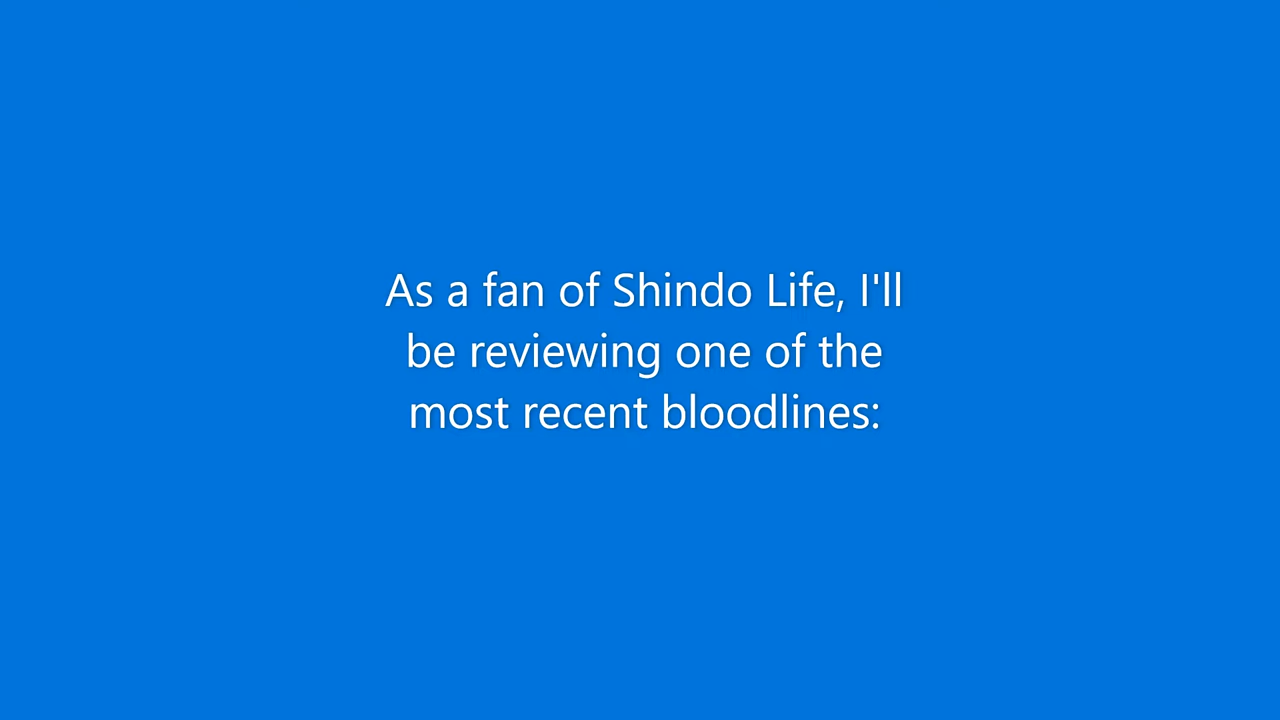 As a fan of Shindo Life, I'll
be reviewing one of the
most recent bloodlines: